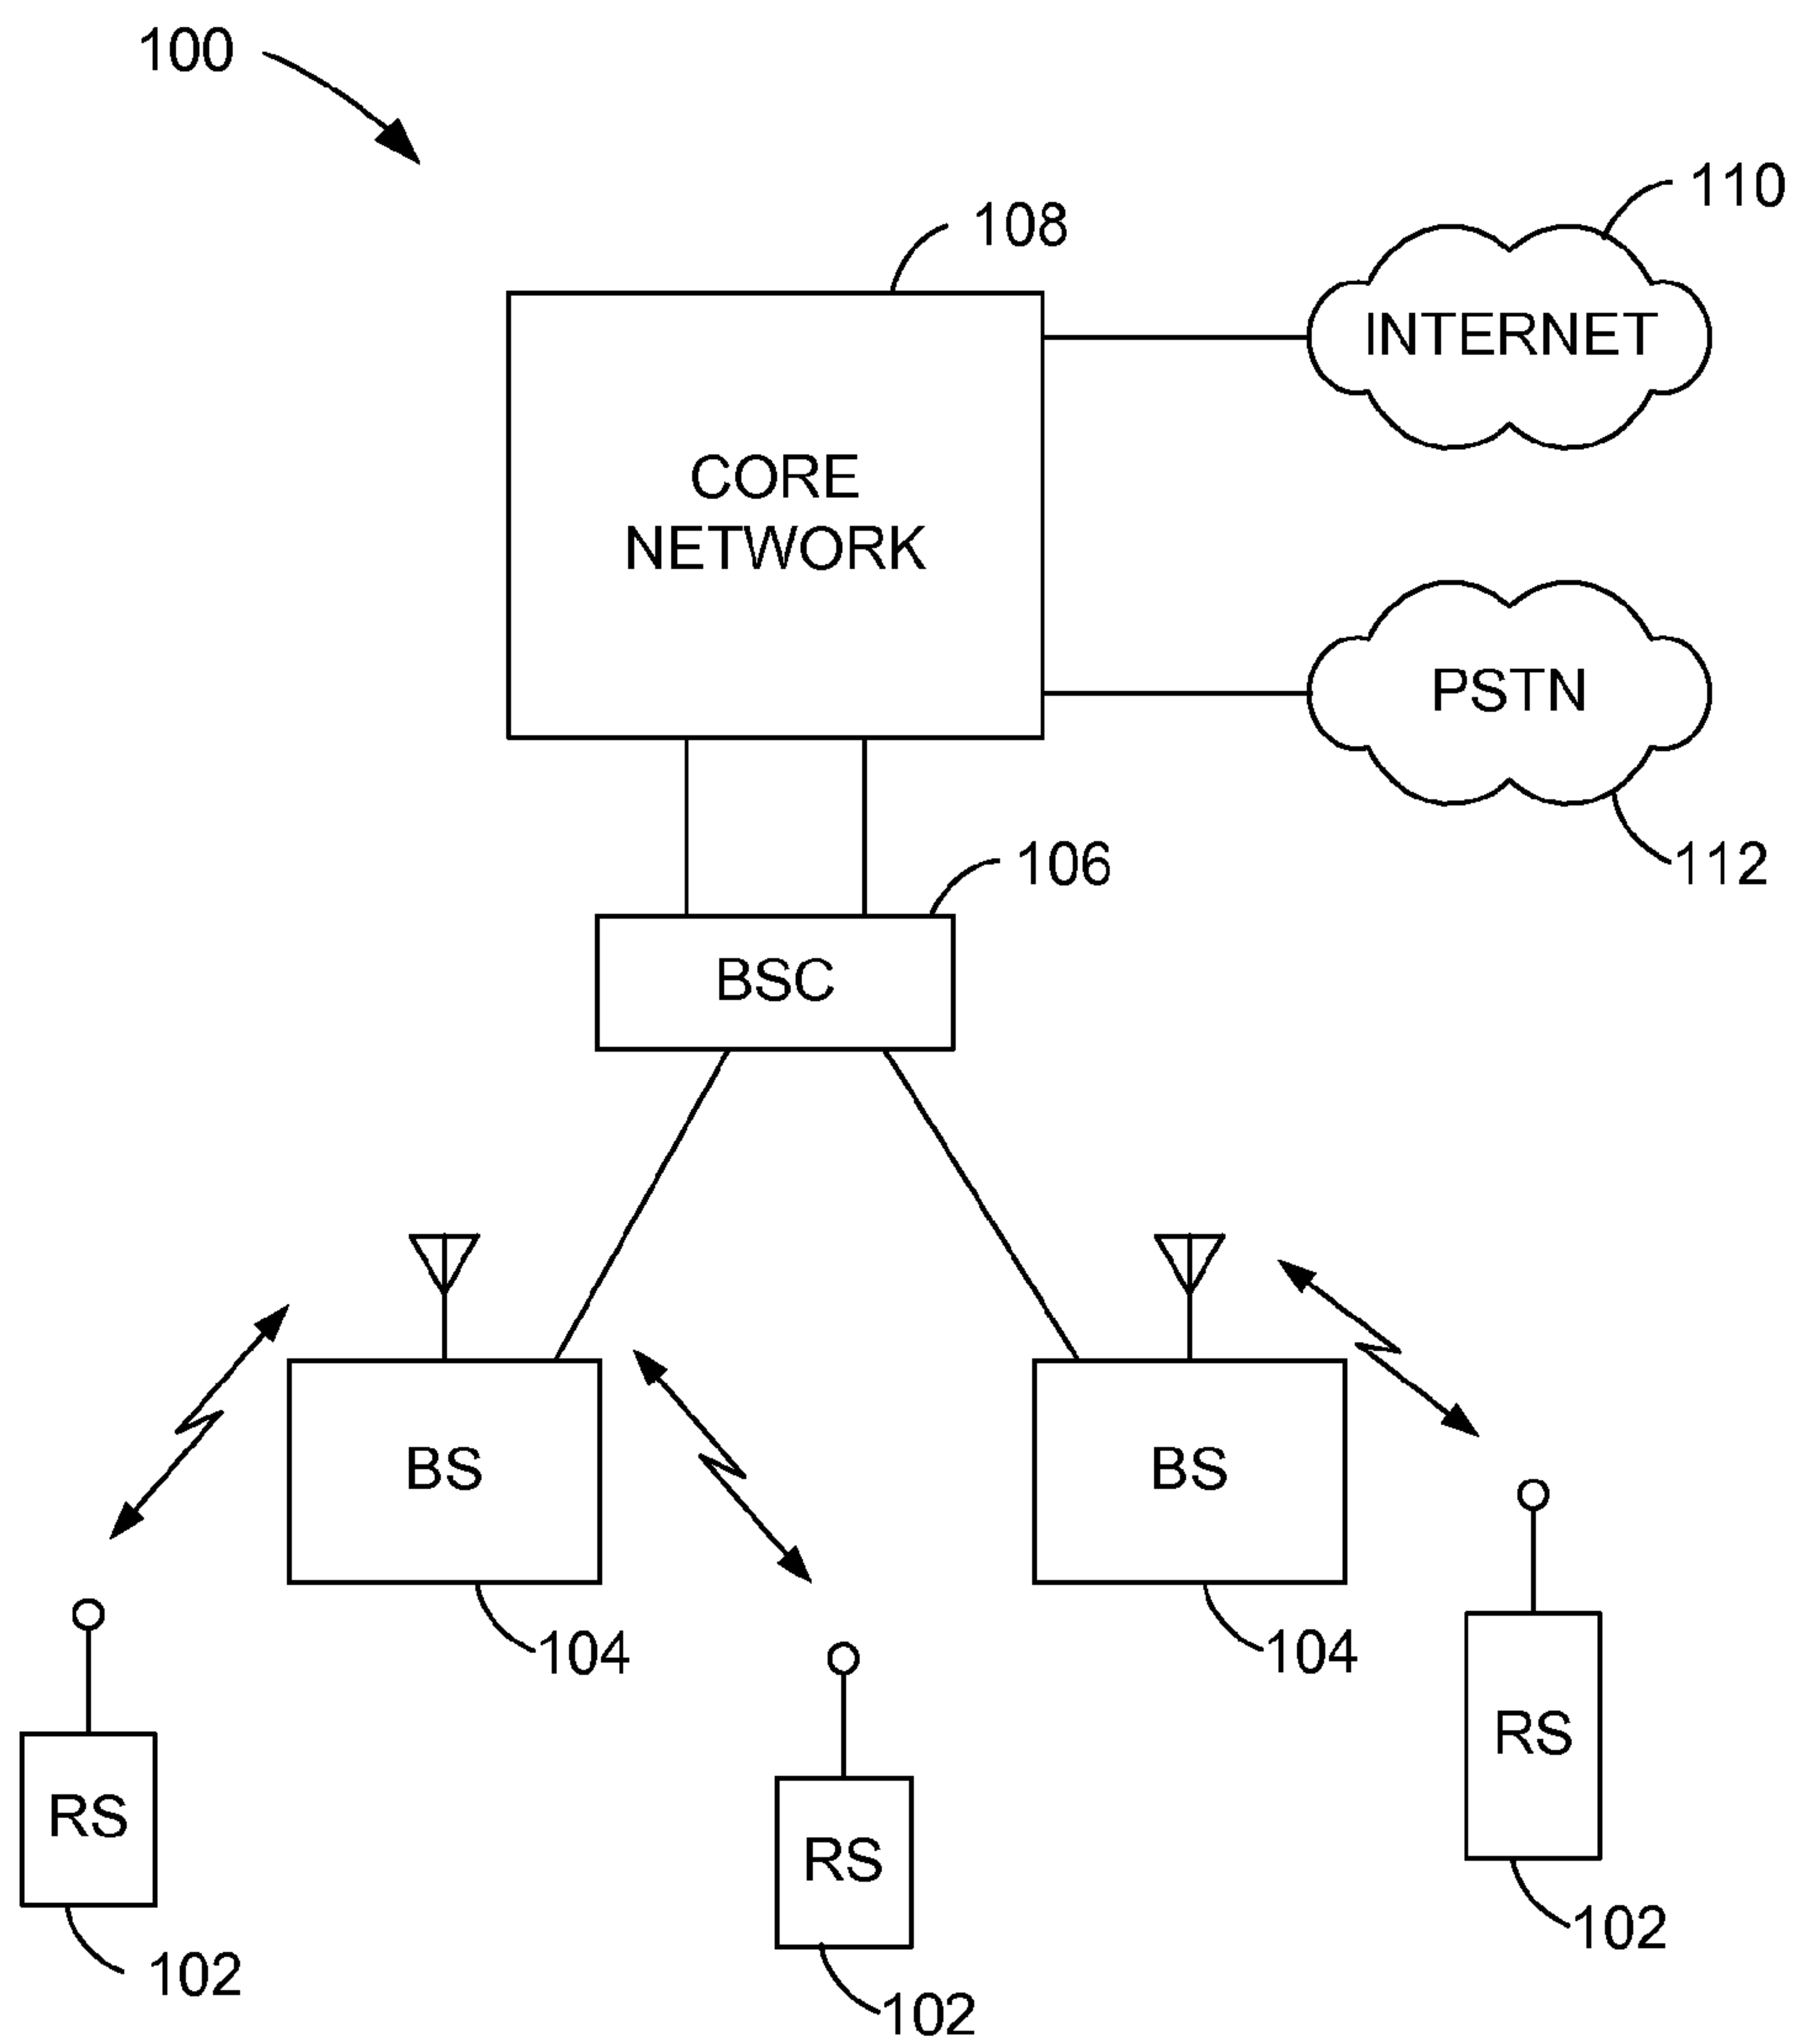 100
110
108
INTERNET
CORE
NETWORK
PSTN
106
112
BSC
BS
BS
104
104
RS
RS
RS
102
102
102